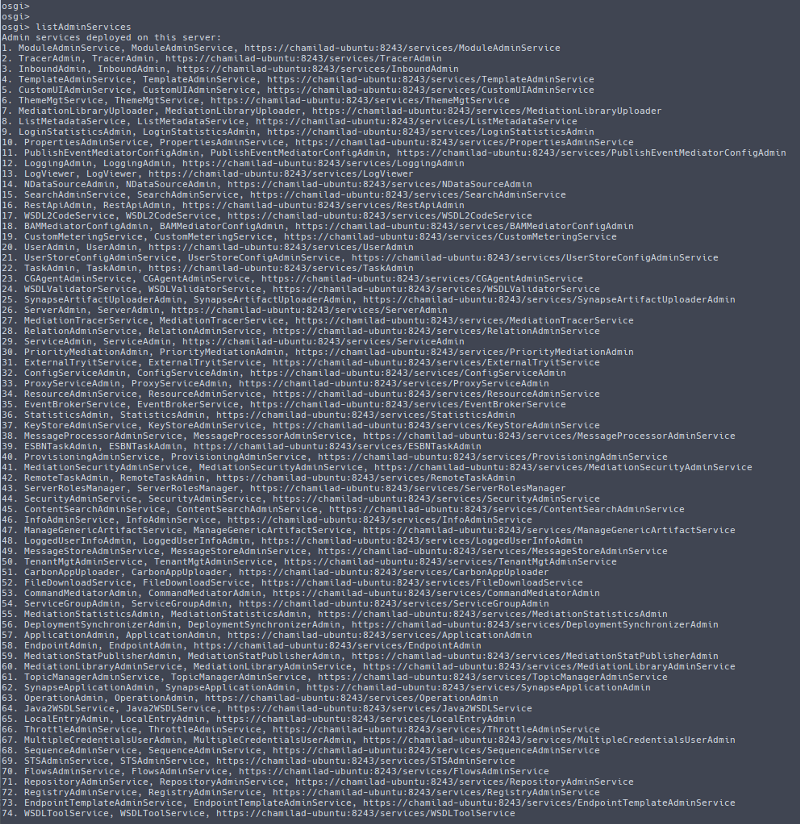 osgi>
osgi>
osgi> listAdminServices
Admin services deployed on this server:
1. ModuleAdminService, ModuleAdminService, https://chamilad-ubuntu:8243/services/ModuleAdminService
2. TracerAdmin, TracerAdmin, https://chamilad-ubuntu:8243/services/TracerAdmin
3. InboundAdmin, InboundAdmin, https://chamilad-ubuntu:8243/services/InboundAdmin
4. TemplateAdminService, TemplateAdminService, https://chamilad-ubuntu:8243/services/TemplateAdminService
5. CustomUIAdminService, CustomUIAdminService, https://chamilad-ubuntu:8243/services/CustomUIAdminService
6. ThemeMgtService, ThemeMgtService, https://chamilad-ubuntu:8243/services/ThemeMgtService
7. MediationLibraryUploader, MediationLibraryUploader, https://chamilad-ubuntu:8243/services/MediationLibraryUploader
8. ListMetadataService, ListMetadataService, https://chamilad-ubuntu:8243/services/ListMetadataService
9. LoginStatisticsAdmin, LoginStatisticsAdmin, https://chamilad-ubuntu:8243/services/LoginStatisticsAdmin
10. PropertiesAdminService, PropertiesAdminService, https://chamilad-ubuntu:8243/services/PropertiesAdminService
11. PublishEventMediatorConfigAdmin, PublishEventMediatorConfigAdmin, https://chamilad-ubuntu:8243/services/PublishEventMediatorConfigAdmin
12. LoggingAdmin, LoggingAdmin, https://chamilad-ubuntu:8243/services/LoggingAdmin
13. LogViewer, LogViewer, https://chamilad-ubuntu:8243/services/LogViewer
14. NDataSourceAdmin, NDataSourceAdmin, https://chamilad-ubuntu:8243/services/NDataSourceAdmin
15. SearchAdminService, SearchAdminService, https://chamilad-ubuntu:8243/services/SearchAdminService
16. RestApiAdmin, RestApiAdmin, https://chamilad-ubuntu:8243/services/RestApiAdmin
17. WSDL2CodeService, WSDL2CodeService, https://chamilad-ubuntu:8243/services/WSDL2CodeService
18. BAMMediatorConfigAdmin, BAMMediatorConfigAdmin, https://chamilad-ubuntu:8243/services/BAMMediatorConfigAdmin
19. CustomMeteringService, CustomMeteringService, https://chamilad-ubuntu:8243/services/CustomMeteringService
20. UserAdmin, UserAdmin, https://chamilad-ubuntu:8243/services/UserAdmin
21. UserStoreConfigAdminService, UserStoreConfigAdminService, https://chamilad-ubuntu:8243/services/UserStoreConfigAdminService
22. TaskAdmin, TaskAdmin, https://chamilad-ubuntu:8243/services/TaskAdmin
23. CGAgentAdminService, CGAgentAdminService, https://chamilad-ubuntu:8243/services/CGAgentAdminService
24. WSDLValidatorService, WSDLValidatorService, https://chamilad-ubuntu:8243/services/WSDLValidatorService
25. SynapseArtifactUploaderAdmin, SynapseArtifactUploaderAdmin, https://chamilad-ubuntu:8243/services/SynapseArtifactUploaderAdmin
26. ServerAdmin, ServerAdmin, https://chamilad-ubuntu:8243/services/ServerAdmin
27. MediationTracerService, MediationTracerService, https://chamilad-ubuntu:8243/services/MediationTracerService
28. RelationAdminService, RelationAdminService, https://chamilad-ubuntu:8243/services/RelationAdminService
29. ServiceAdmin, ServiceAdmin, https://chamilad-ubuntu:8243/services/ServiceAdmin
30. PriorityMediationAdmin, PriorityMediationAdmin, https://chamilad-ubuntu:8243/services/PriorityMediationAdmin
31. ExternalTryitService, ExternalTryitService, https://chamilad-ubuntu:8243/services/ExternalTryitService
32. ConfigServiceAdmin, ConfigServiceAdmin, https://chamilad-ubuntu:8243/services/ConfigServiceAdmin
33. ProxyServiceAdmin, ProxyServiceAdmin, https://chamilad-ubuntu:8243/services/ProxyServiceAdmin
34. ResourceAdminService, ResourceAdminService, https://chamilad-ubuntu:8243/services/ResourceAdminService
35. EventBrokerService, EventBrokerService, https://chamilad-ubuntu:8243/services/EventBrokerService
36. StatisticsAdmin, StatisticsAdmin, https://chamilad-ubuntu:8243/services/StatisticsAdmin
37. KeyStoreAdminService, KeyStoreAdminService, https://chamilad-ubuntu:8243/services/KeyStoreAdminService
38. MessageProcessorAdminService, MessageProcessorAdminService, https://chamilad-ubuntu:8243/services/MessageProcessorAdminService
39. ESBNTaskAdmin, ESBNTaskAdmin, https://chamilad-ubuntu:8243/services/ESBNTaskAdmin
40. ProvisioningAdminService, ProvisioningAdminService, https://chamilad-ubuntu:8243/services/ProvisioningAdminService
41. MediationSecurityAdminService, MediationSecurityAdminService, https://chamilad-ubuntu:8243/services/MediationSecurityAdminService
42. RemoteTaskAdmin, RemoteTaskAdmin, https://chamilad-ubuntu:8243/services/RemoteTaskAdmin
43. ServerRolesManager, ServerRolesManager, https://chamilad-ubuntu:8243/services/ServerRolesManager
44. SecurityAdminService, SecurityAdminService, https://chamilad-ubuntu:8243/services/SecurityAdminService
45. ContentSearchAdminService, ContentSearchAdminService, https://chamilad-ubuntu:8243/services/ContentSearchAdminService
46. InfoAdminService, InfoAdminService, https://chamilad-ubuntu:8243/services/InfoAdminService
47. ManageGenericArtifactService, ManageGenericArtifactService, https://chamilad-ubuntu:8243/services/ManageGenericArtifactService
48. LoggedUserInfoAdmin, LoggedUserInfoAdmin, https://chamilad-ubuntu:8243/services/LoggedUserInfoAdmin
49. MessageStoreAdminService, MessageStoreAdminService, https://chamilad-ubuntu:8243/services/MessageStoreAdminService
50. TenantMgtAdminService, TenantMgtAdminService, https://chamilad-ubuntu:8243/services/TenantMgtAdminService
51. CarbonAppUploader, CarbonAppUploader, https://chamilad-ubuntu:8243/services/CarbonAppUploader
52. FileDownloadService, FileDownloadService, https://chamilad-ubuntu:8243/services/FileDownloadService
53. CommandMediatorAdmin, CommandMediatorAdmin, https://chamilad-ubuntu:8243/services/CommandMediatorAdmin
54. ServiceGroupAdmin, ServiceGroupAdmin, https://chamilad-ubuntu:8243/services/ServiceGroupAdmin
55. MediationStatisticsAdmin, MediationStatisticsAdmin, https://chamilad-ubuntu:8243/services/MediationStatisticsAdmin
56. DeploymentSynchronizerAdmin, DeploymentSynchronizerAdmin, https://chamilad-ubuntu:8243/services/DeploymentSynchronizerAdmin
57. ApplicationAdmin, ApplicationAdmin, https://chamilad-ubuntu:8243/services/ApplicationAdmin
58. EndpointAdmin, EndpointAdmin, https://chamilad-ubuntu:8243/services/EndpointAdmin
59. MediationStatPublisherAdmin, MediationStatPublisherAdmin, https://chamilad-ubuntu:8243/services/MediationStatPublisherAdmin
60. MediationLibraryAdminService, MediationLibraryAdminService, https://chamilad-ubuntu:8243/services/MediationLibraryAdminService
61. TopicManagerAdminService, TopicManagerAdminService, https://chamilad-ubuntu:8243/services/TopicManagerAdminService
62. SynapseApplicationAdmin, SynapseApplicationAdmin, https://chamilad-ubuntu:8243/services/SynapseApplicationAdmin
63. OperationAdmin, OperationAdmin, https://chamilad-ubuntu:8243/services/OperationAdmin
64. Java2WSDLService, Java2WSDLService, https://chamilad-ubuntu:8243/services/Java2WSDLService
65. LocalEntryAdmin, LocalEntryAdmin, https://chamilad-ubuntu:8243/services/LocalEntryAdmin
66. ThrottleAdminService, ThrottleAdminService, https://chamilad-ubuntu:8243/services/ThrottleAdminService
67. MultipleCredentialsUserAdmin, MultipleCredentialsUserAdmin, https://chamilad-ubuntu:8243/services/MultipleCredentialsUserAdmin
68. SequenceAdminService, SequenceAdminService, https://chamilad-ubuntu:8243/services/SequenceAdminService
69. STSAdminService, STSAdminService, https://chamilad-ubuntu:8243/services/STSAdminService
70. FlowsAdminService, FlowsAdminService, https://chamilad-ubuntu:8243/services/FlowsAdminService
71. RepositoryAdminService, RepositoryAdminService, https://chamilad-ubuntu:8243/services/RepositoryAdminService
72. RegistryAdminService, RegistryAdminService, https://chamilad-ubuntu:8243/services/RegistryAdminService
73. EndpointTemplateAdminService, EndpointTemplateAdminService, https://chamilad-ubuntu:8243/services/EndpointTemplateAdminService
74. WSDLToolService, WSDLToolService, https://chamilad-ubuntu:8243/services/WSDLToolService